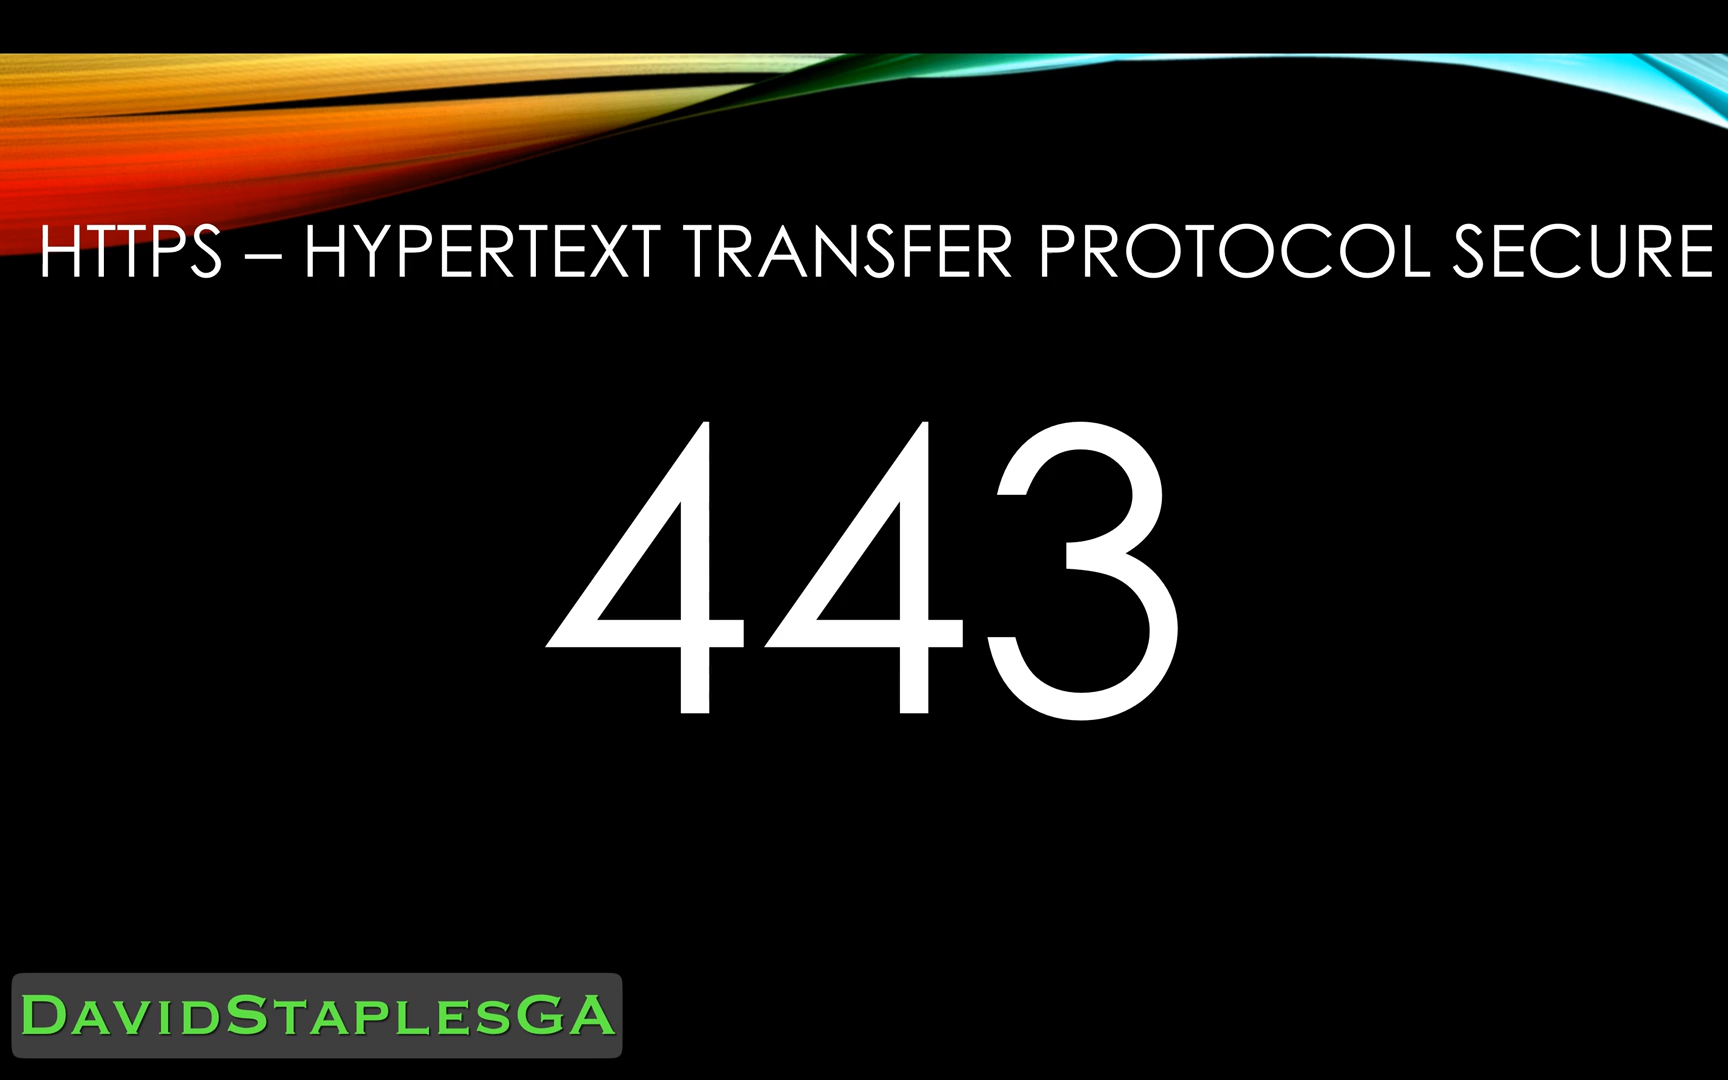 HTTPS – HYPERTEXT TRANSFER PROTOCOL SECURE
443
DAVIDSTAPLESGA